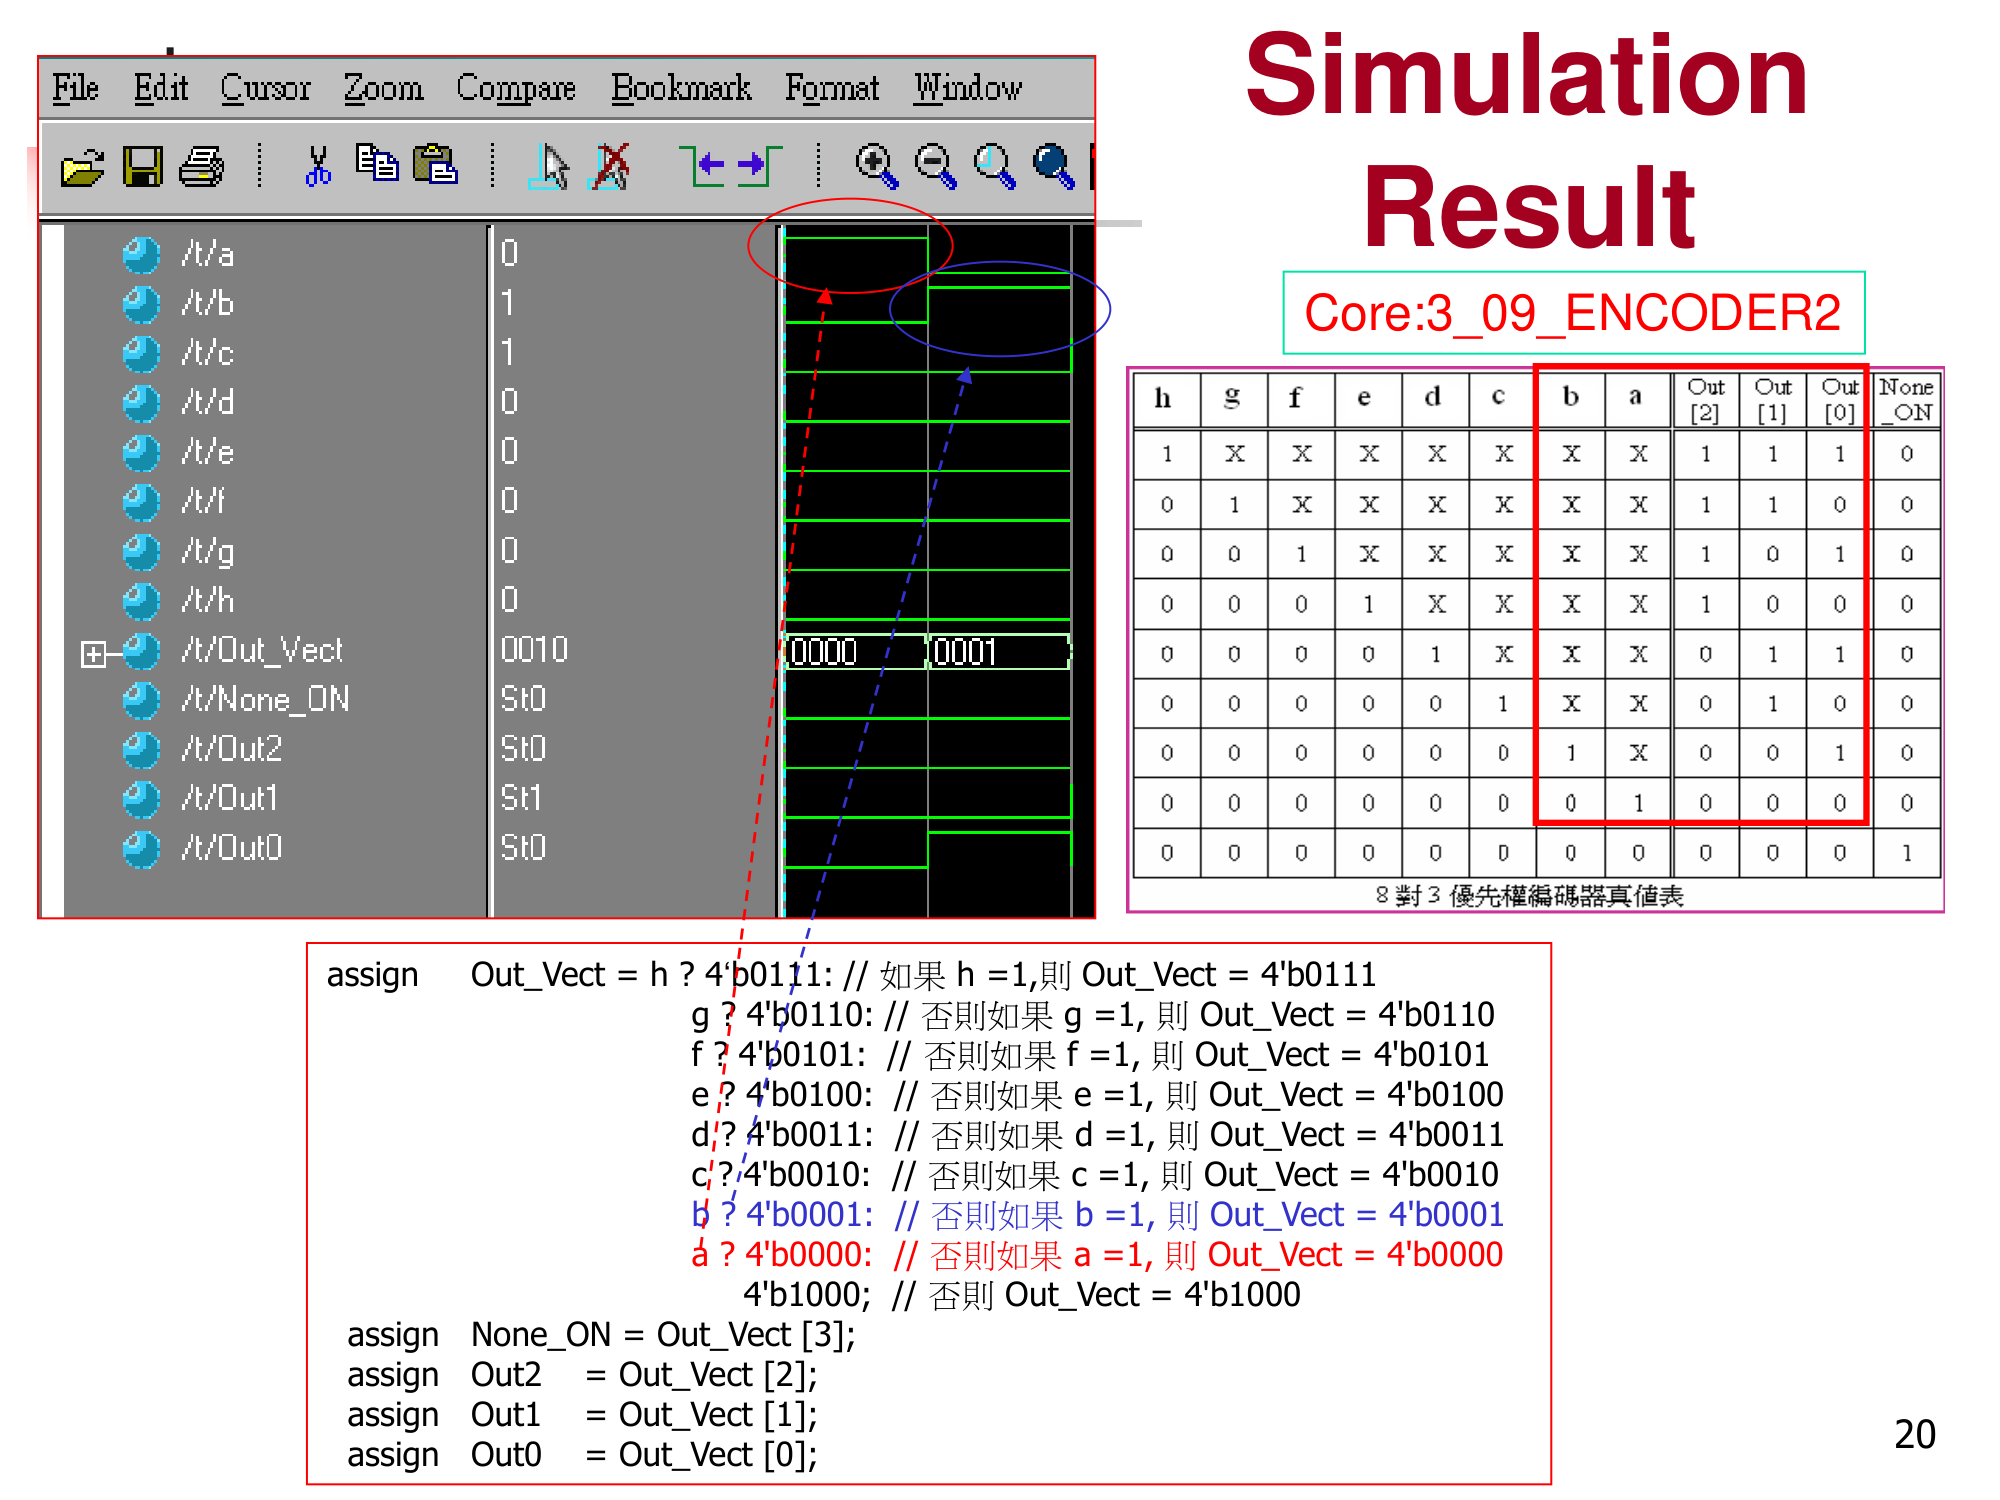 Simulation
Result
Core:3_09_ENCODER2
File Edit Cursor Zoom Compare Bookmark Format Window
/t/a 0
/t/b 1
/t/c 1
/t/d 0
/t/e 0
/t/f 0
/t/g 0
/t/h 0
/t/Out_Vect 0010 0000 0001
/t/None_ON St0
/t/Out2 St0
/t/Out1 St1
/t/Out0 St0
h g f e d c b a Out [2] Out [1] Out [0] None _ON
1 X X X X X X X 1 1 1 0
0 1 X X X X X X 1 1 0 0
0 0 1 X X X X X 1 0 1 0
0 0 0 1 X X X X 1 0 0 0
0 0 0 0 1 X X X 0 1 1 0
0 0 0 0 0 1 X X 0 1 0 0
0 0 0 0 0 0 1 X 0 0 1 0
0 0 0 0 0 0 0 1 0 0 0 0
0 0 0 0 0 0 0 0 0 0 0 1
8 對 3 優先權編碼器真值表
assign Out_Vect = h ? 4‘b0111: // 如果 h =1,則 Out_Vect = 4'b0111
g ? 4'b0110: // 否則如果 g =1, 則 Out_Vect = 4'b0110
f ? 4'b0101: // 否則如果 f =1, 則 Out_Vect = 4'b0101
e ? 4'b0100: // 否則如果 e =1, 則 Out_Vect = 4'b0100
d ? 4'b0011: // 否則如果 d =1, 則 Out_Vect = 4'b0011
c ? 4'b0010: // 否則如果 c =1, 則 Out_Vect = 4'b0010
b ? 4'b0001: // 否則如果 b =1, 則 Out_Vect = 4'b0001
a ? 4'b0000: // 否則如果 a =1, 則 Out_Vect = 4'b0000
4'b1000; // 否則 Out_Vect = 4'b1000
assign None_ON = Out_Vect [3];
assign Out2 = Out_Vect [2];
assign Out1 = Out_Vect [1];
assign Out0 = Out_Vect [0];
20